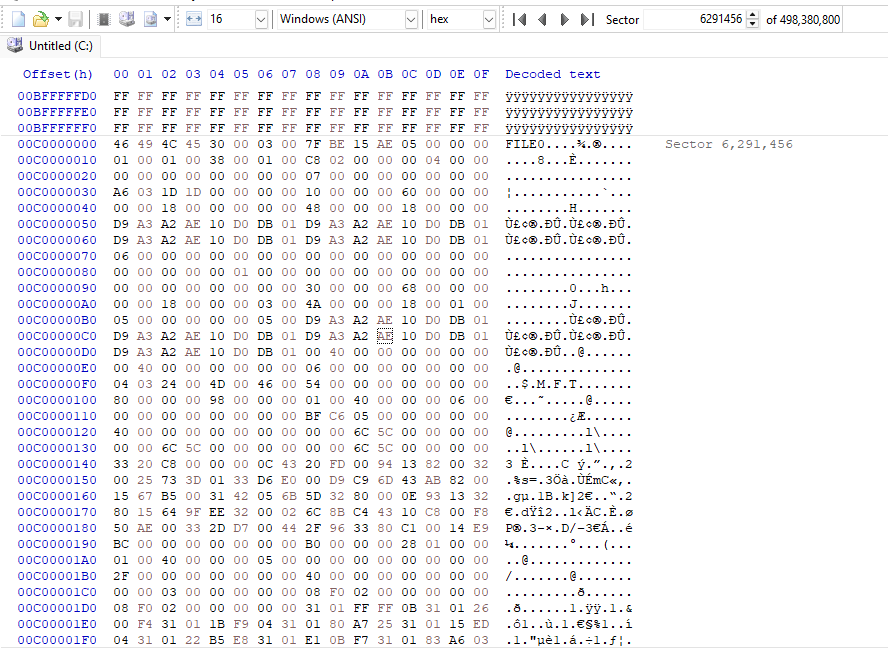 16 Windows (ANSI) hex Sector 6291456 of 498,380,800
Untitled (C:)
Offset(h) 00 01 02 03 04 05 06 07 08 09 0A 0B 0C 0D 0E 0F Decoded text
00BFFFFFD0 FF FF FF FF FF FF FF FF FF FF FF FF FF FF FF FF ÿÿÿÿÿÿÿÿÿÿÿÿÿÿÿÿ
00BFFFFFE0 FF FF FF FF FF FF FF FF FF FF FF FF FF FF FF FF ÿÿÿÿÿÿÿÿÿÿÿÿÿÿÿÿ
00BFFFFFF0 FF FF FF FF FF FF FF FF FF FF FF FF FF FF FF FF ÿÿÿÿÿÿÿÿÿÿÿÿÿÿÿÿ
00C0000000 46 49 4C 45 30 00 03 00 7F BE 15 AE 05 00 00 00 FILE0....¾.®.... Sector 6,291,456
00C0000010 01 00 01 00 38 00 01 00 C8 02 00 00 00 04 00 00 ....8...È.......
00C0000020 00 00 00 00 00 00 00 00 07 00 00 00 00 00 00 00 ................
00C0000030 A6 03 1D 1D 00 00 00 00 10 00 00 00 60 00 00 00 ¦...........`...
00C0000040 00 00 18 00 00 00 00 00 48 00 00 00 18 00 00 00 ........H.......
00C0000050 D9 A3 A2 AE 10 D0 DB 01 D9 A3 A2 AE 10 D0 DB 01 Ù£¢®.ÐÛ.Ù£¢®.ÐÛ.
00C0000060 D9 A3 A2 AE 10 D0 DB 01 D9 A3 A2 AE 10 D0 DB 01 Ù£¢®.ÐÛ.Ù£¢®.ÐÛ.
00C0000070 06 00 00 00 00 00 00 00 00 00 00 00 00 00 00 00 ................
00C0000080 00 00 00 00 00 01 00 00 00 00 00 00 00 00 00 00 ................
00C0000090 00 00 00 00 00 00 00 00 30 00 00 00 68 00 00 00 ........0...h...
00C00000A0 00 00 18 00 00 00 03 00 4A 00 00 00 18 00 01 00 ........J.......
00C00000B0 05 00 00 00 00 00 05 00 D9 A3 A2 AE 10 D0 DB 01 ........Ù£¢®.ÐÛ.
00C00000C0 D9 A3 A2 AE 10 D0 DB 01 D9 A3 A2 AE 10 D0 DB 01 Ù£¢®.ÐÛ.Ù£¢®.ÐÛ.
00C00000D0 D9 A3 A2 AE 10 D0 DB 01 00 40 00 00 00 00 00 00 Ù£¢®.ÐÛ..@......
00C00000E0 00 40 00 00 00 00 00 00 06 00 00 00 00 00 00 00 .@..............
00C00000F0 04 03 24 00 4D 00 46 00 54 00 00 00 00 00 00 00 ..$.M.F.T.......
00C0000100 80 00 00 00 98 00 00 00 01 00 40 00 00 00 06 00 €...˜.....@.....
00C0000110 00 00 00 00 00 00 00 00 BF C6 05 00 00 00 00 00 ........¿Æ......
00C0000120 40 00 00 00 00 00 00 00 00 00 6C 5C 00 00 00 00 @.........l\....
00C0000130 00 00 6C 5C 00 00 00 00 00 00 6C 5C 00 00 00 00 ..l\......l\....
00C0000140 33 20 C8 00 00 00 0C 43 20 FD 00 94 13 82 00 32 3 È....C ý.”.‚.2
00C0000150 00 25 73 3D 01 33 D6 E0 00 D9 C9 6D 43 AB 82 00 .%s=.3Öà.ÙÉmC«‚.
00C0000160 15 67 B5 00 31 42 05 6B 5D 32 80 00 0E 93 13 32 .gµ.1B.k]2€..“.2
00C0000170 80 15 64 9F EE 32 00 02 6C 8B C4 43 10 C8 00 F8 €.dŸî2..l‹ÄC.È.ø
00C0000180 50 AE 00 33 2D D7 00 44 2F 96 33 80 C1 00 14 E9 P®.3-×.D/–3€Á..é
00C0000190 BC 00 00 00 00 00 00 00 B0 00 00 00 28 01 00 00 ¼.......°...(...
00C00001A0 01 00 40 00 00 00 05 00 00 00 00 00 00 00 00 00 ..@.............
00C00001B0 2F 00 00 00 00 00 00 00 40 00 00 00 00 00 00 00 /.......@.......
00C00001C0 00 00 03 00 00 00 00 00 08 F0 02 00 00 00 00 00 .........ð......
00C00001D0 08 F0 02 00 00 00 00 00 31 01 FF FF 0B 31 01 26 .ð......1.ÿÿ.1.&
00C00001E0 00 F4 31 01 1B F9 04 31 01 80 A7 25 31 01 15 ED .ô1..ù.1.€§%1..í
00C00001F0 04 31 01 22 B5 E8 31 01 E1 0B F7 31 01 83 A6 03 .1."µè1.á.÷1.ƒ¦.